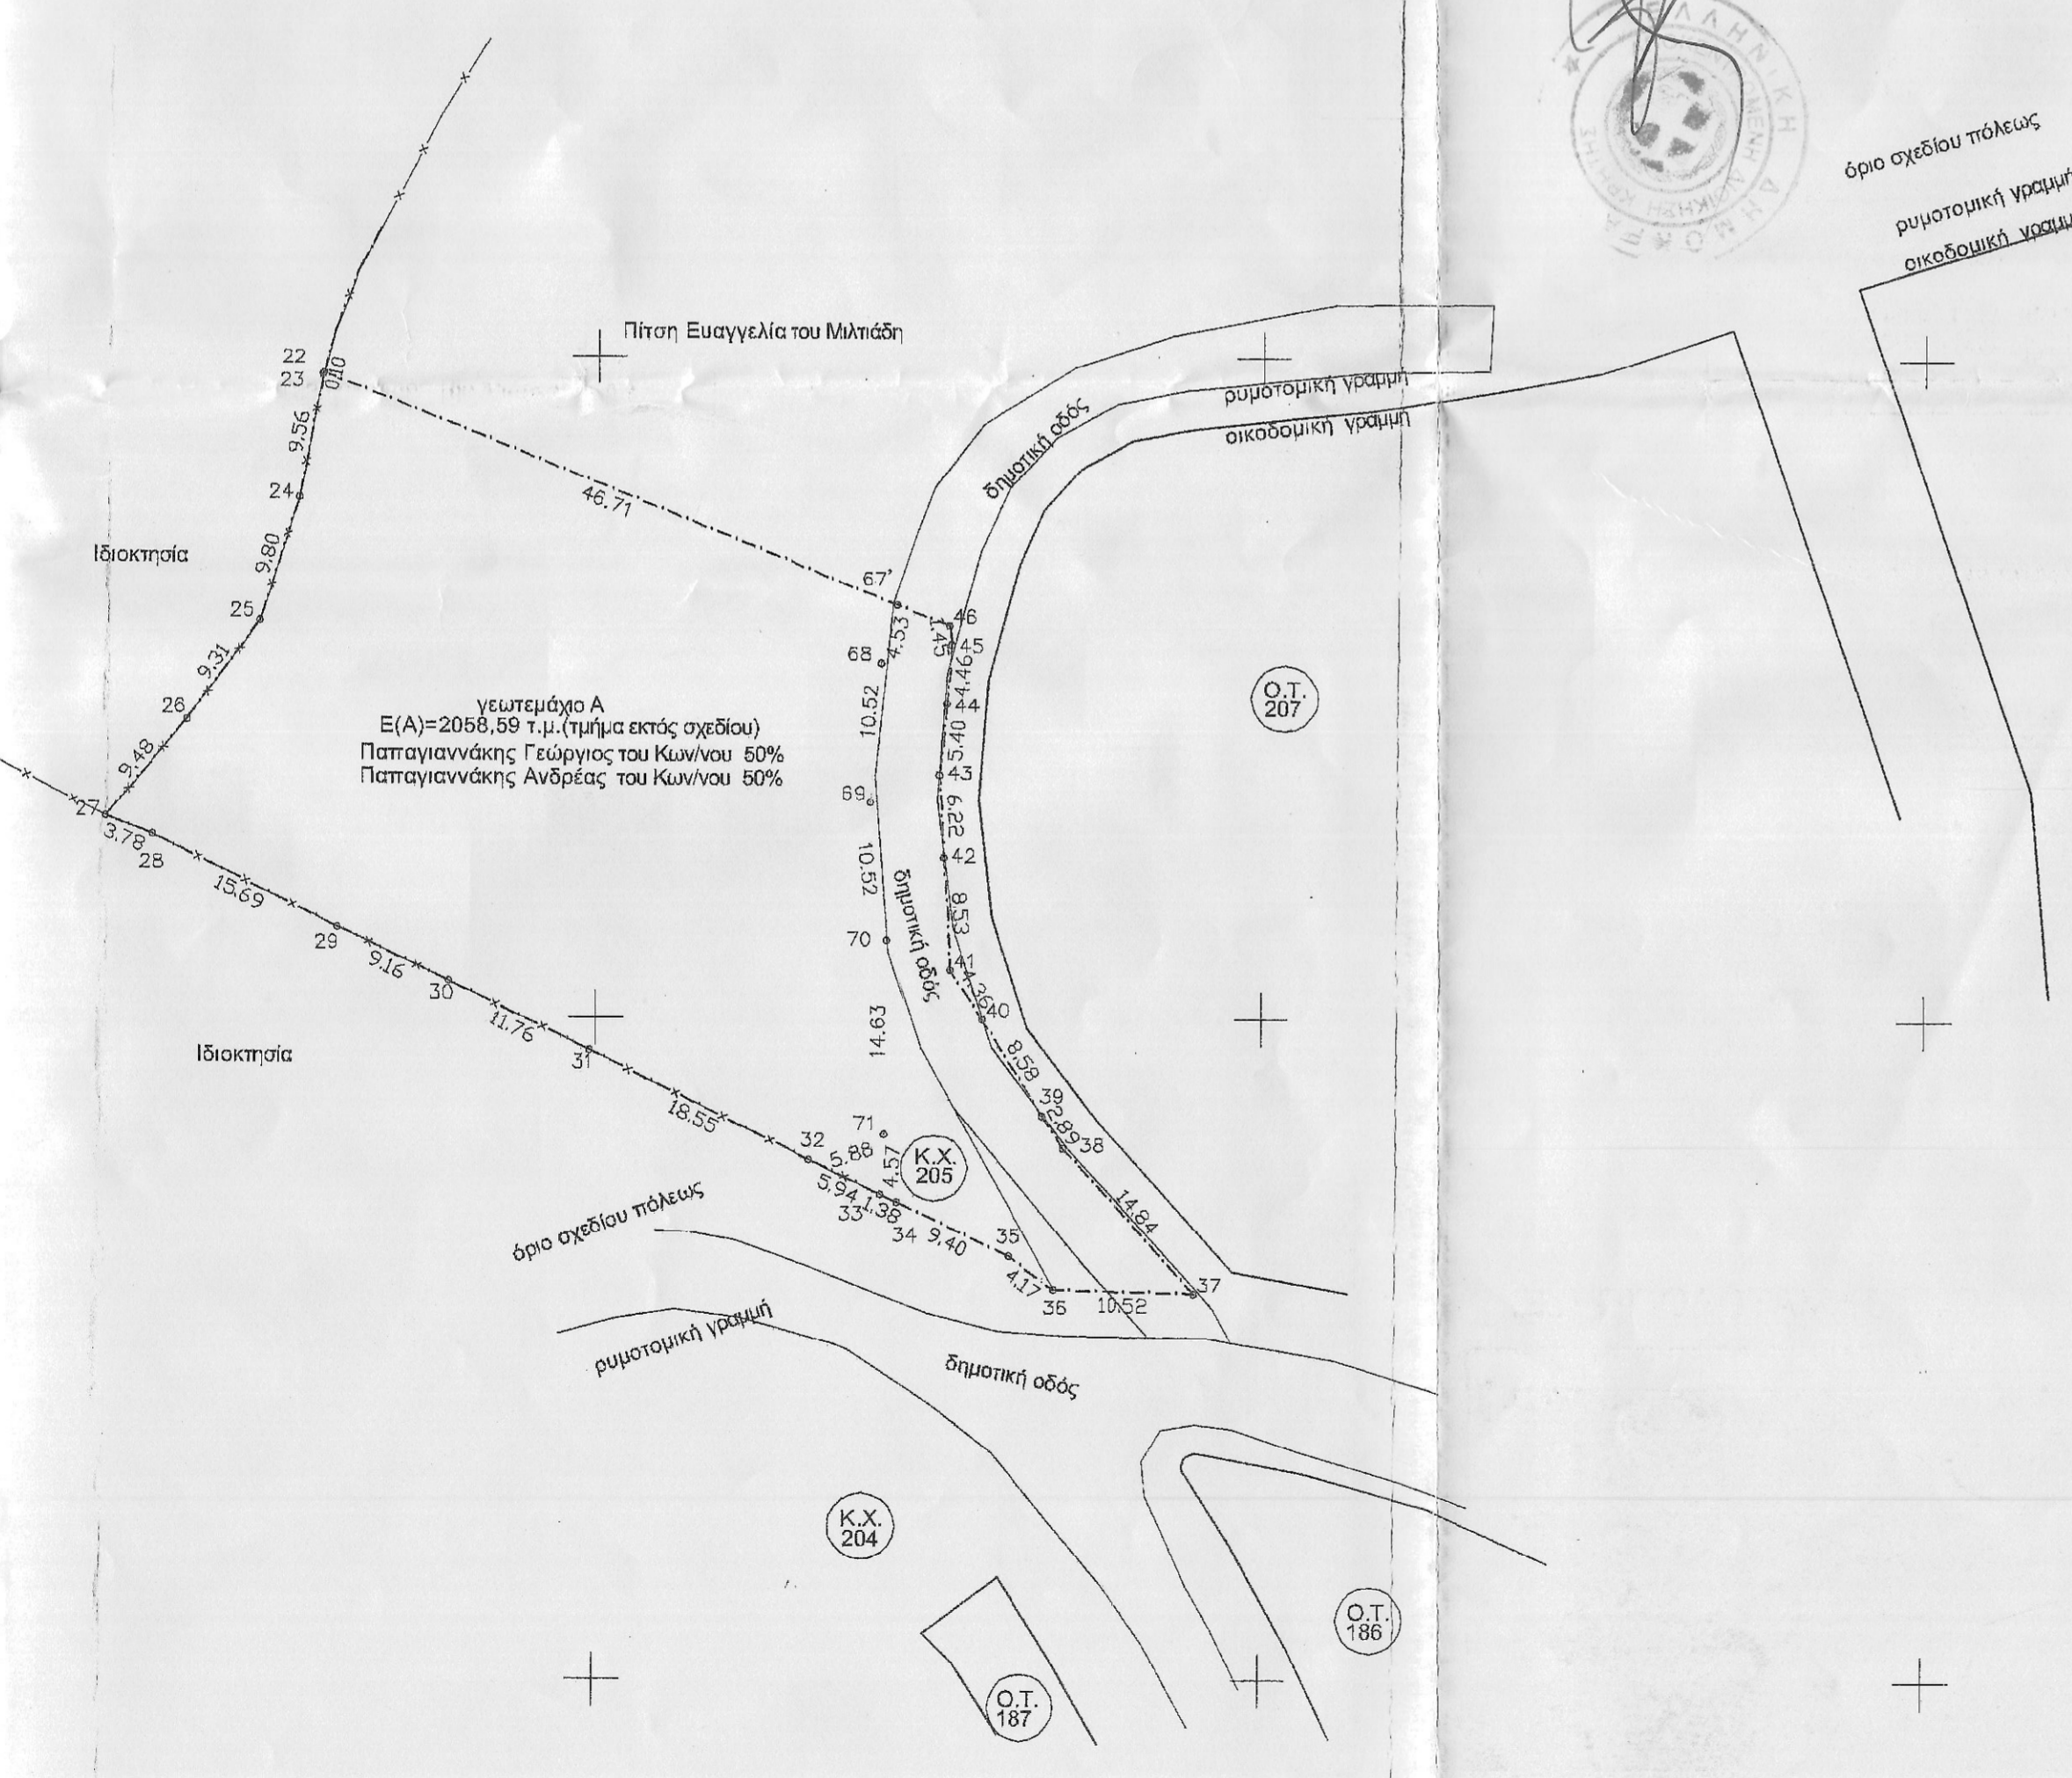 ΕΛΛΗΝΙΚΗ ΔΗΜΟΚ
όριο σχεδίου πόλεως
ρυμοτομική γραμμή
οικοδομική γραμμ
Πίτση Ευαγγελία του Μιλτιάδη
22
23
0.10
ρυμοτομική γραμμή
οικοδομική γραμμή
δημοτική οδός
9.56
24
46.71
Ιδιοκτησία
9.80
25
67'
4.53
46
1.45
45
68
4.46
9.31
26
44
Ο.Τ.
207
γεωτεμάχιο Α
Ε(Α)=2058,59 τ.μ.(τμήμα εκτός σχεδίου)
Παπαγιαννάκης Γεώργιος του Κων/νου 50%
Παπαγιαννάκης Ανδρέας του Κων/νου 50%
10.52
5.40
9.48
43
69
27
3.78
28
6.22
42
10.52
15.69
8.53
δημοτική οδός
29
70
9.16
41
30
4.36
40
11.76
14.63
31
Ιδιοκτησία
8.58
39
18.55
2.89
38
71
32
5.88
4.57
Κ.Χ.
205
5.94
1.38
33
34
9.40
35
14.84
4.17
36
10.52
37
όριο σχεδίου πόλεως
ρυμοτομική γραμμή
δημοτική οδός
Κ.Χ.
204
Ο.Τ.
186
Ο.Τ.
187